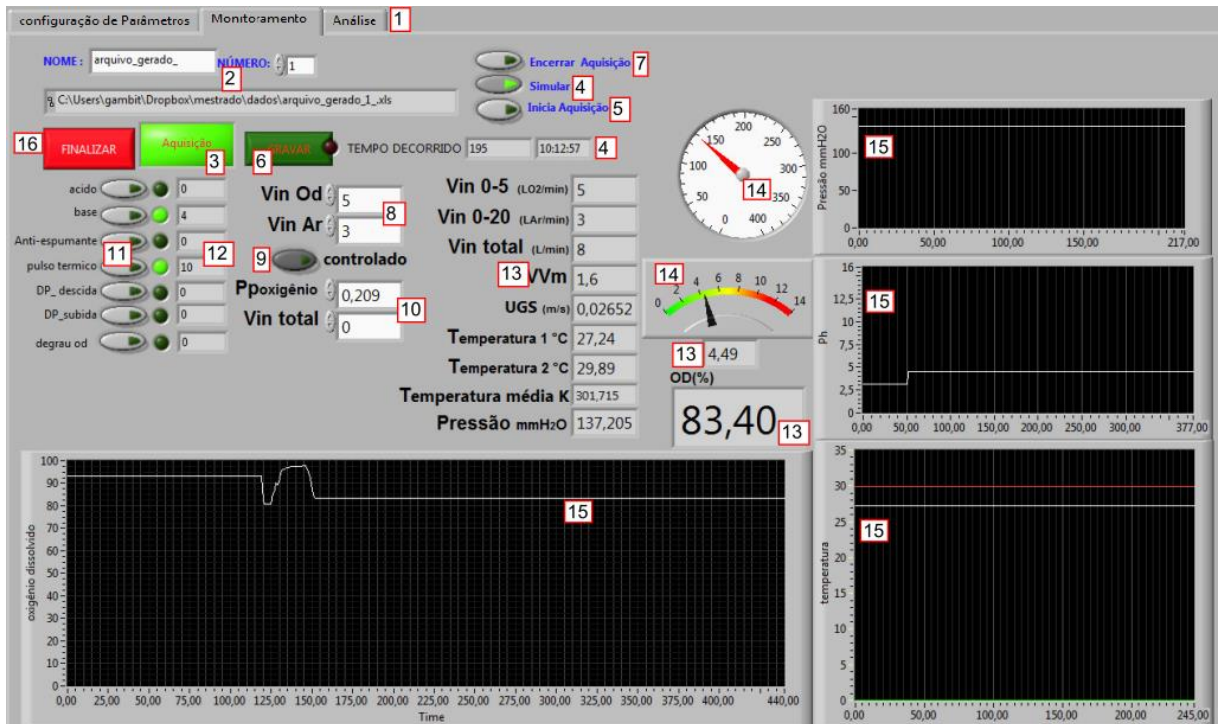 configuração de Parâmetros Monitoramento Análise 1
NOME : arquivo_gerado_ NÚMERO: 1
2
C:\Users\gambit\Dropbox\mestrado\dados\arquivo_gerado_1_.xls
Encerrar Aquisição 7
Simular 4
Inicia Aquisição 5
16 FINALIZAR Aquisição 3 6 GRAVAR TEMPO DECORRIDO 195 10:12:57 4
acido 0
base 4
Anti-espumante 0
pulso termico 10
DP_ descida 0
DP_subida 0
degrau od 0
11 12
Vin Od 5
Vin Ar 3
8
9 controlado
Ppoxigênio 0,209
Vin total 0
10
Vin 0-5 (LO2/min) 5
Vin 0-20 (LAr/min) 3
Vin total (L/min) 8
13 VVm 1,6
UGS (m/s) 0,02652
Temperatura 1 °C 27,24
Temperatura 2 °C 29,89
Temperatura média K 301,715
Pressão mmH2O 137,205
0 50 100 150 200 250 300 350 400
14
14
0 2 4 6 8 10 12 14
13 4,49
OD(%)
83,40 13
Pressão mmH2O
160
100
50
0
15
0,00 50,00 100,00 150,00 217,00
Ph
16
12,5
10
7,5
5
2,5
0
15
0,00 50,00 100,00 150,00 200,00 250,00 300,00 377,00
temperatura
35
30
25
20
15
10
5
0
15
0,00 50,00 100,00 150,00 200,00 245,00
oxigênio dissolvido
100
90
80
70
60
50
40
30
20
10
0
15
0,00 25,00 50,00 75,00 100,00 125,00 150,00 175,00 200,00 225,00 250,00 275,00 300,00 325,00 350,00 375,00 400,00 440,00
Time